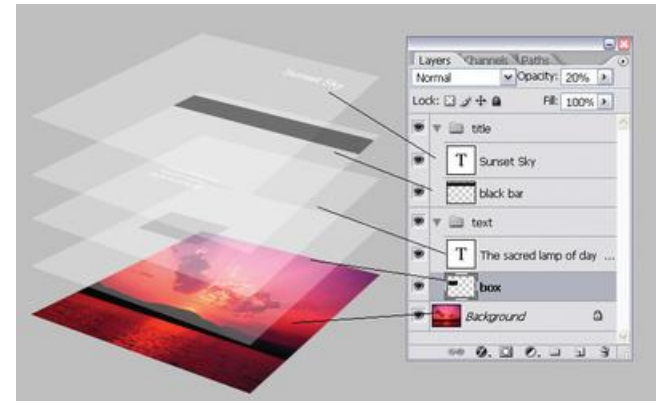 Sunset Sky
Layers Channels Paths
Normal Opacity: 20%
Lock: Fill: 100%
title
T Sunset Sky
black bar
text
T The sacred lamp of day ...
box
Background